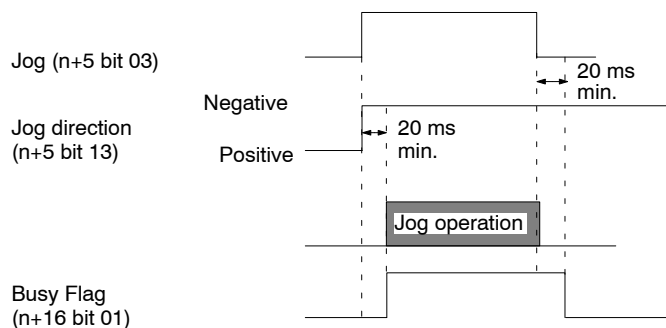 Jog (n+5 bit 03)
20 ms
min.
Negative
Jog direction
(n+5 bit 13)
Positive
20 ms
min.
Jog operation
Busy Flag
(n+16 bit 01)